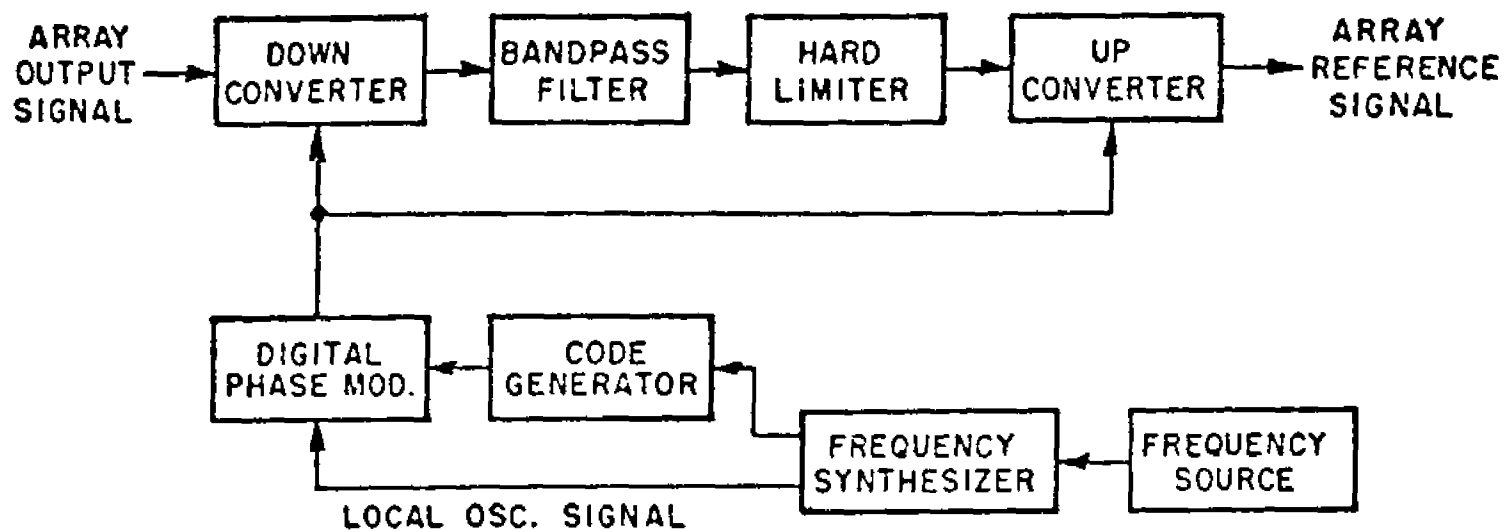 ARRAY
OUTPUT
SIGNAL
DOWN
CONVERTER
BANDPASS
FILTER
HARD
LIMITER
UP
CONVERTER
ARRAY
REFERENCE
SIGNAL
DIGITAL
PHASE MOD.
CODE
GENERATOR
FREQUENCY
SYNTHESIZER
FREQUENCY
SOURCE
LOCAL OSC. SIGNAL